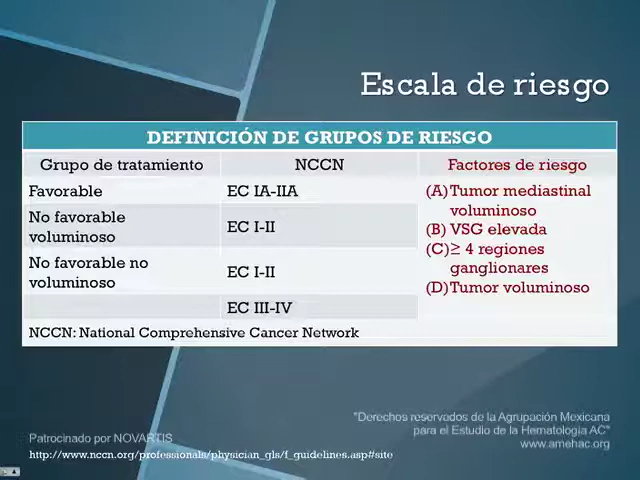 Escala de riesgo
DEFINICIÓN DE GRUPOS DE RIESGO
Grupo de tratamiento NCCN Factores de riesgo
Favorable EC IA-IIA (A)Tumor mediastinal
voluminoso
No favorable
voluminoso EC I-II (B) VSG elevada
(C)≥ 4 regiones
ganglionares
No favorable no
voluminoso EC I-II (D)Tumor voluminoso
EC III-IV
NCCN: National Comprehensive Cancer Network
"Derechos reservados de la Agrupación Mexicana
para el Estudio de la Hematología AC"
www.amehac.org
Patrocinado por NOVARTIS
http://www.nccn.org/professionals/physician_gls/f_guidelines.asp#site